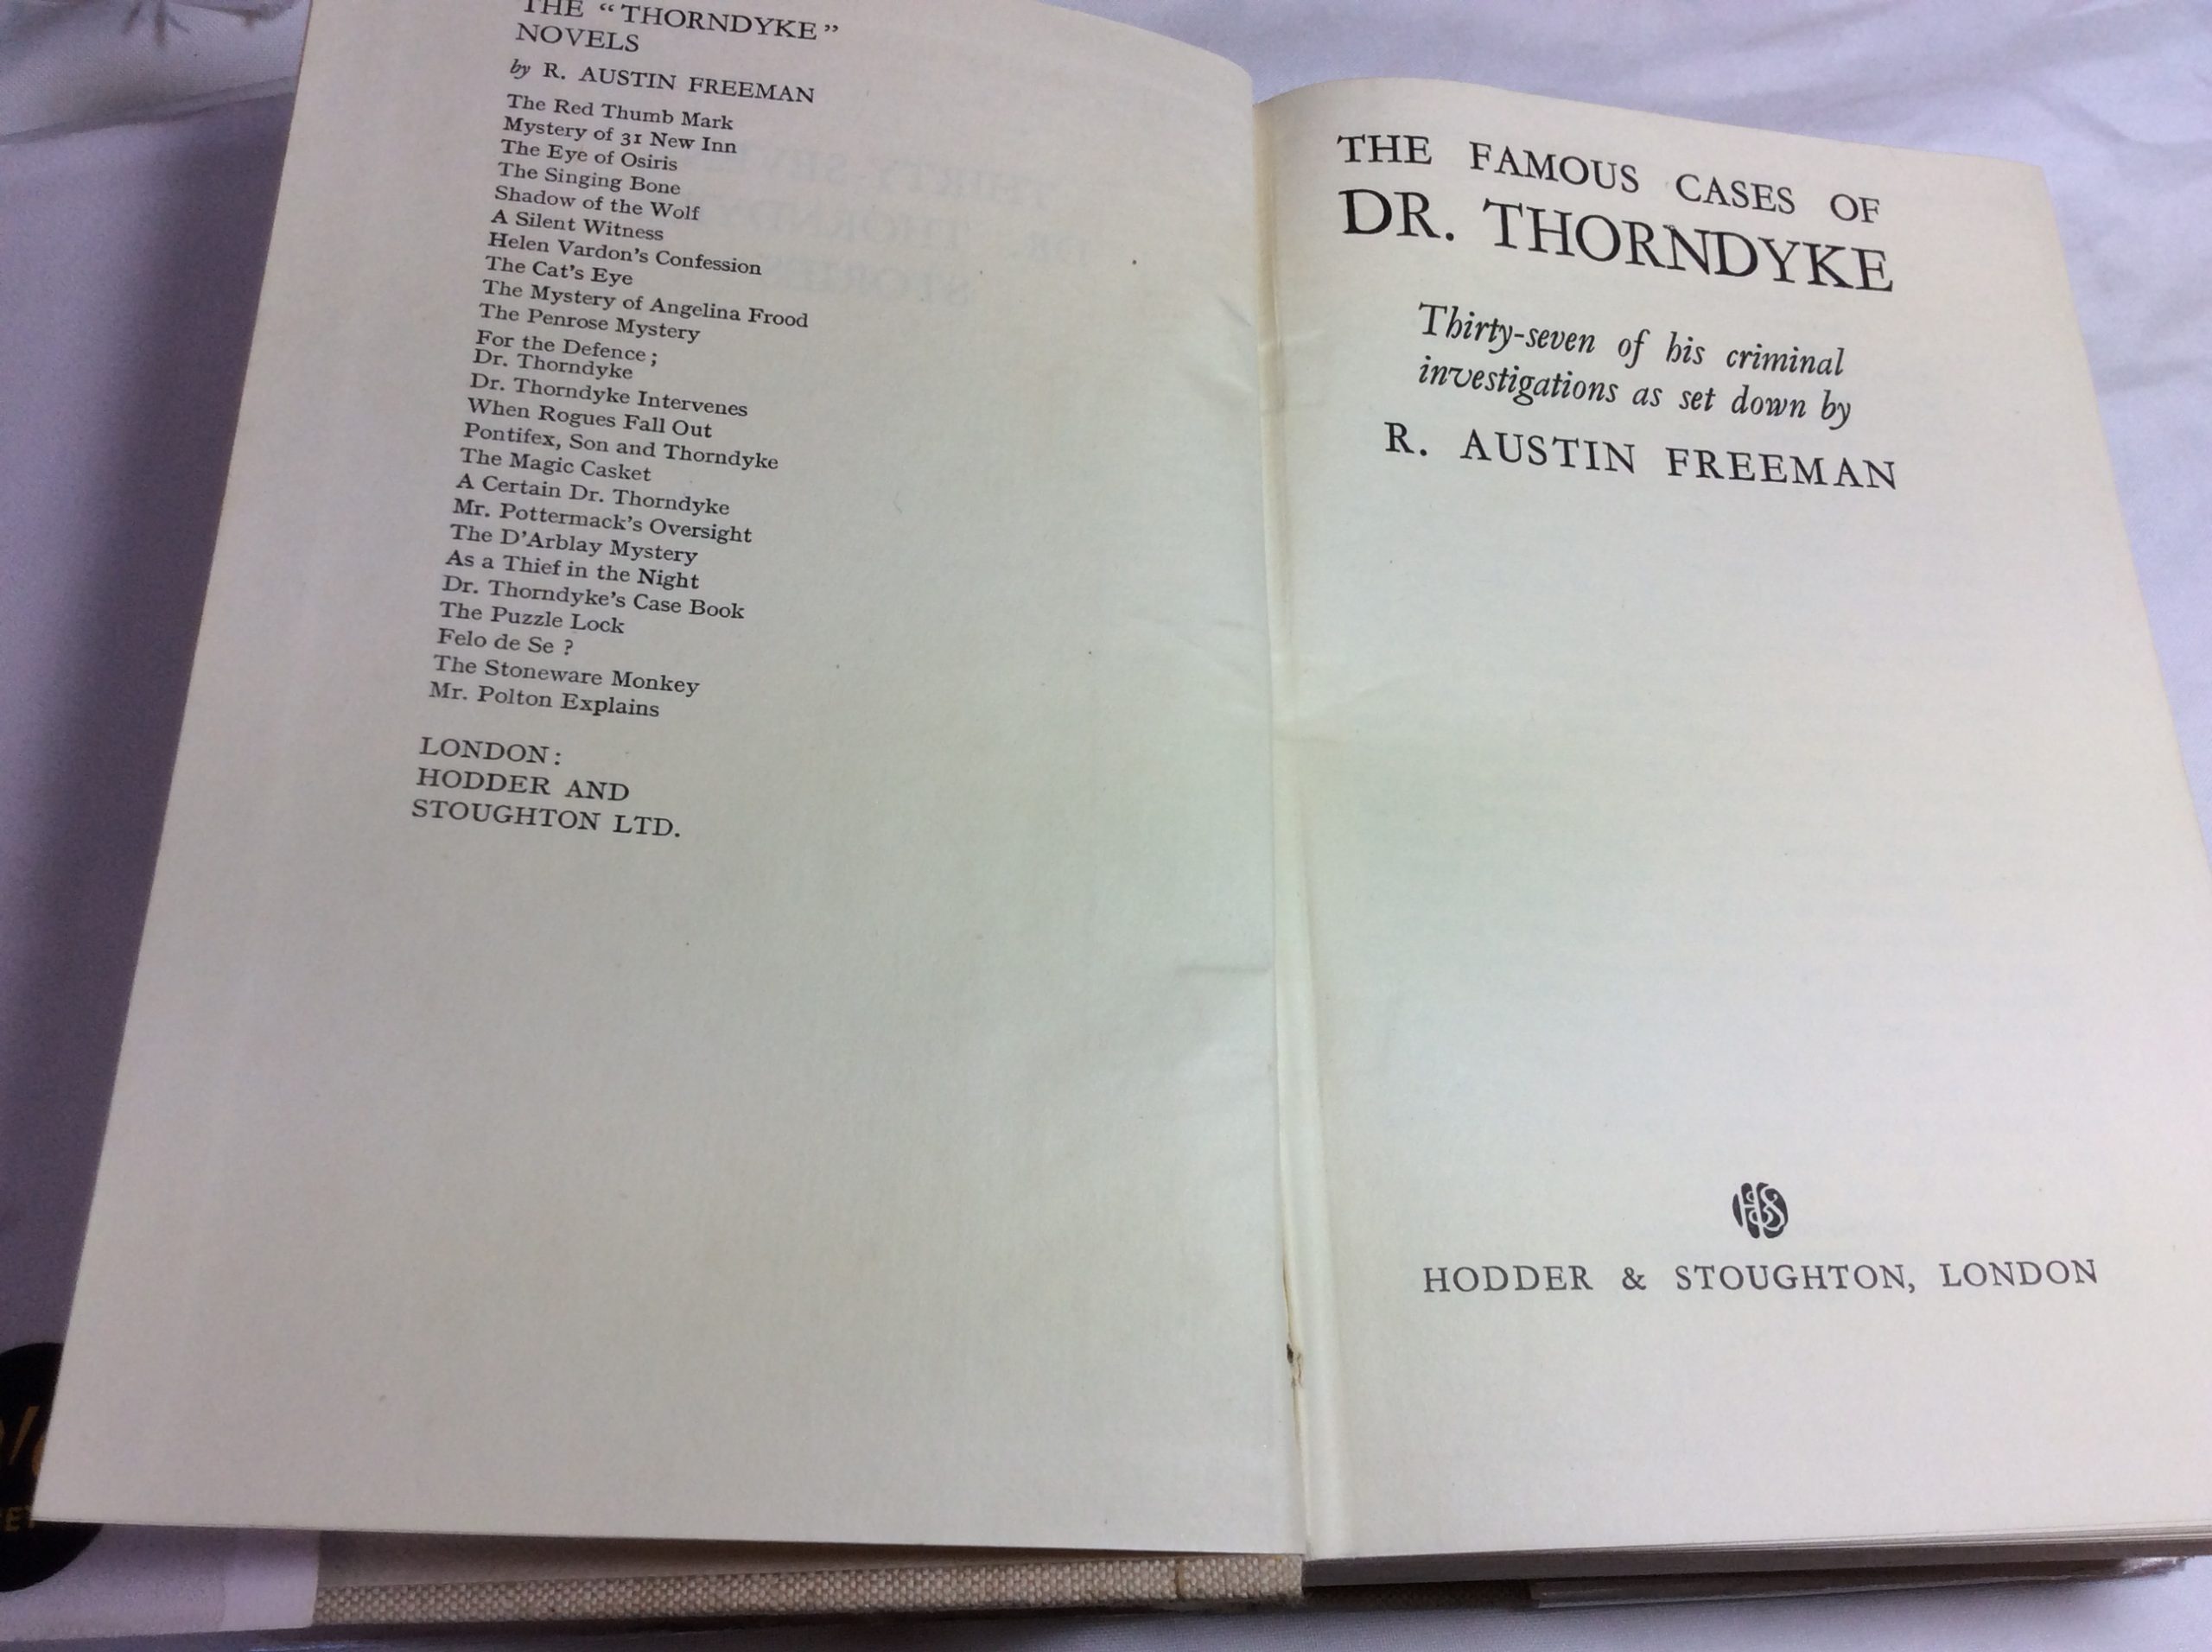 THE “THORNDYKE”
NOVELS
by R. AUSTIN FREEMAN
The Red Thumb Mark
Mystery of 31 New Inn
The Eye of Osiris
The Singing Bone
Shadow of the Wolf
A Silent Witness
Helen Vardon's Confession
The Cat's Eye
The Mystery of Angelina Frood
The Penrose Mystery
For the Defence ;
Dr. Thorndyke
Dr. Thorndyke Intervenes
When Rogues Fall Out
Pontifex, Son and Thorndyke
The Magic Casket
A Certain Dr. Thorndyke
Mr. Pottermack's Oversight
The D'Arblay Mystery
As a Thief in the Night
Dr. Thorndyke's Case Book
The Puzzle Lock
Felo de Se ?
The Stoneware Monkey
Mr. Polton Explains
LONDON:
HODDER AND
STOUGHTON LTD.
THE FAMOUS CASES OF
DR. THORNDYKE
Thirty-seven of his criminal
investigations as set down by
R. AUSTIN FREEMAN
H&S
HODDER & STOUGHTON, LONDON